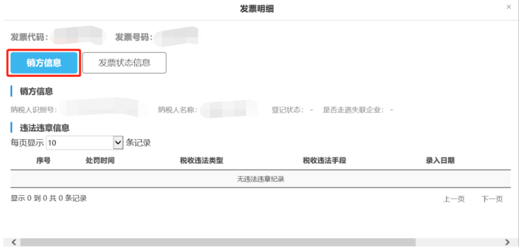 发票明细
×
发票代码： 发票号码：
销方信息 发票状态信息
销方信息
纳税人识别号： 纳税人名称： 登记状态： - 是否走逃失联企业： -
违法违章信息
每页显示 10 条记录
序号 处罚时间 税收违法类型 税收违法手段 录入日期
无违法违章纪录
显示 0 到 0 共 0 条记录 上一页 下一页